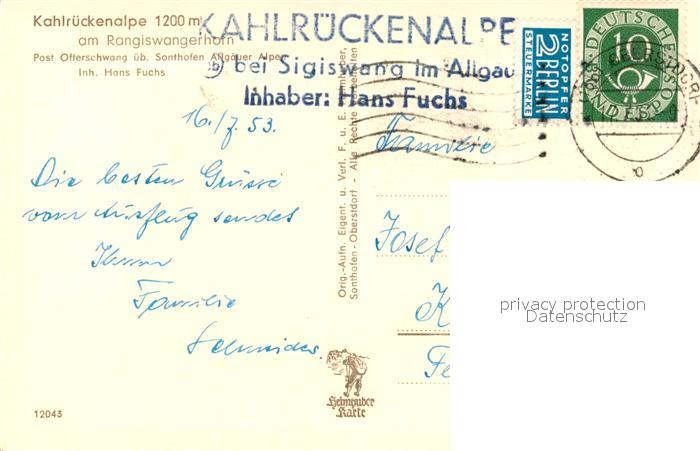 Kahlrückenalpe 1200 m
am Rangiswangerhorn
Post Offerschwang üb. Sonthofen Allgäuer Alpen
Inh. Hans Fuchs
KAHLRÜCKENALPE
bei Sigiswang im Allgäu
Inhaber: Hans Fuchs
NOTOPFER
2 BERLIN
STEUERMARKE
DEUTSCHE BUNDESPOST
10
16./7. 53.
Die besten Grüsse
vom Ausflug sendet
Ihnen
Familie
Schneider.
Orig.-Aufn. Eigent. u. Verl. F. u. E. Heimhuber,
Sonthofen-Oberstdorf - Alle Rechte vorbehalten
Familie
Josef
K
Fe
privacy protection
Datenschutz
Heimhuber
Karte
12043